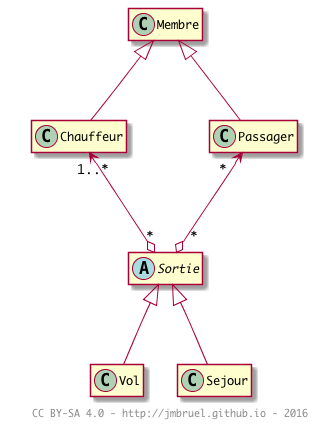 C Membre
C Chauffeur
C Passager
1..*
*
*
*
A Sortie
C Vol
C Sejour
CC BY-SA 4.0 - http://jmbruel.github.io - 2016